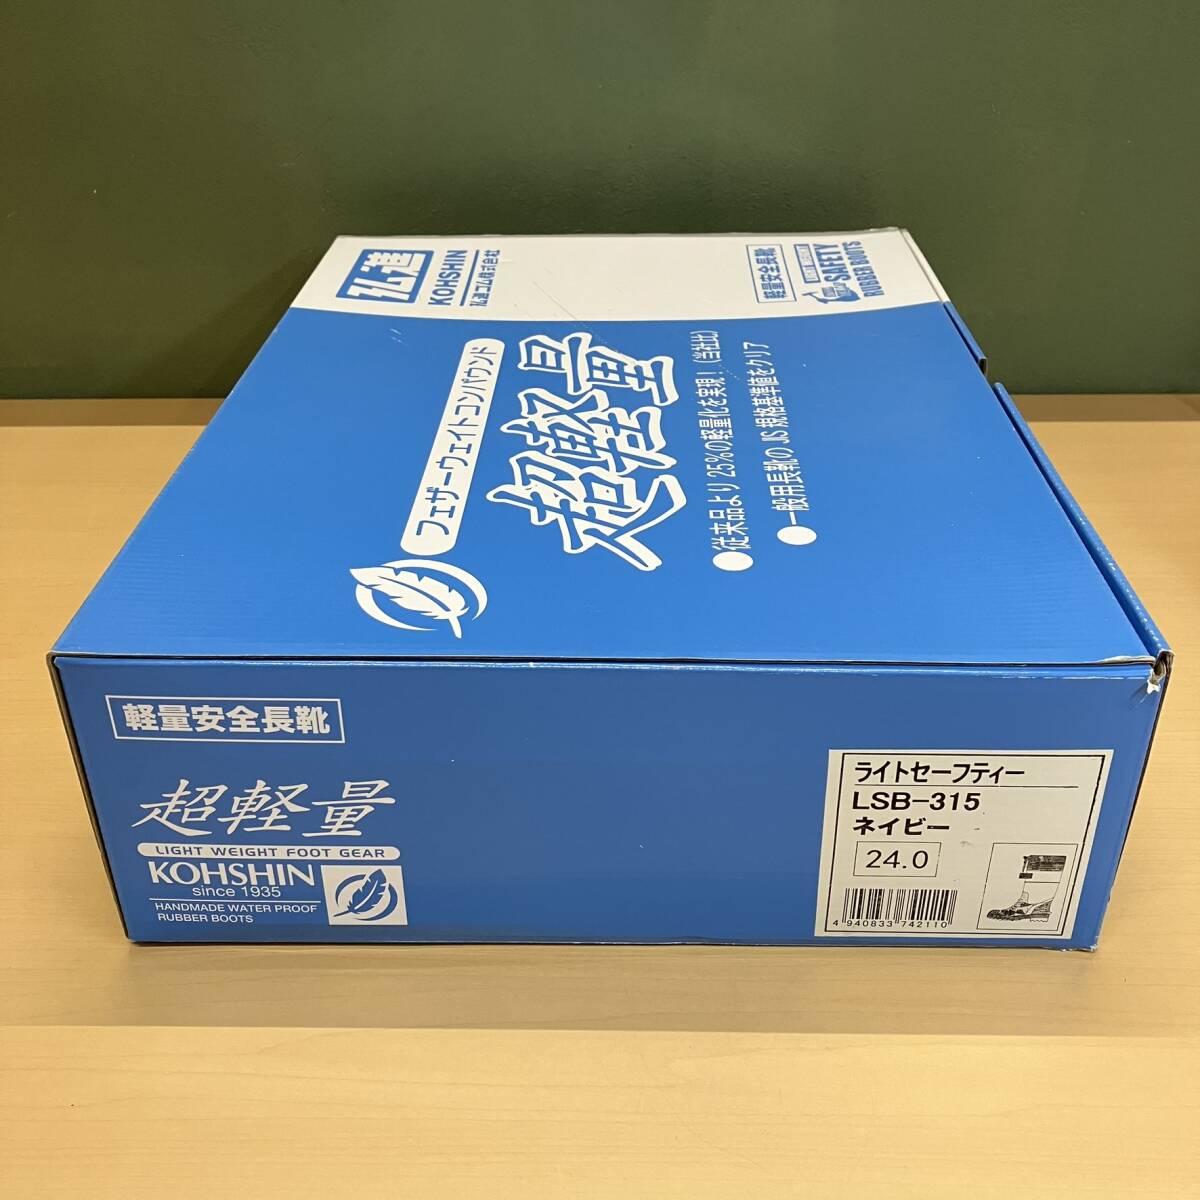 弘進
KOHSHIN
弘進ゴム株式会社
軽量安全長靴
SAFETY
RUBBER BOOTS
フェザーウェイトコンパウンド
超軽量
●従来品より25%の軽量化を実現!(当社比)
●一般用長靴のJIS規格基準値をクリア
軽量安全長靴
超軽量
LIGHT WEIGHT FOOT GEAR
KOHSHIN
since 1935
HANDMADE WATER PROOF
RUBBER BOOTS
ライトセーフティー
LSB-315
ネイビー
24.0
4 940833 742110